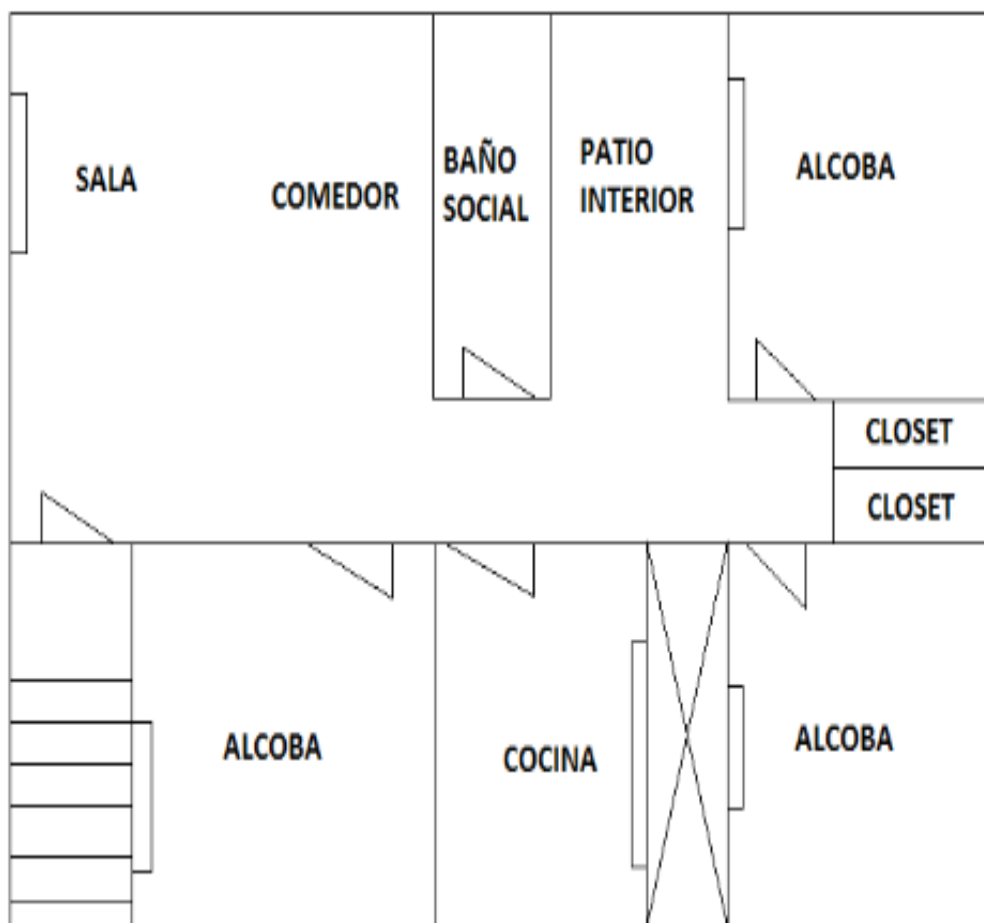 SALA
COMEDOR
BAÑO
SOCIAL
PATIO
INTERIOR
ALCOBA
CLOSET
CLOSET
ALCOBA
COCINA
ALCOBA